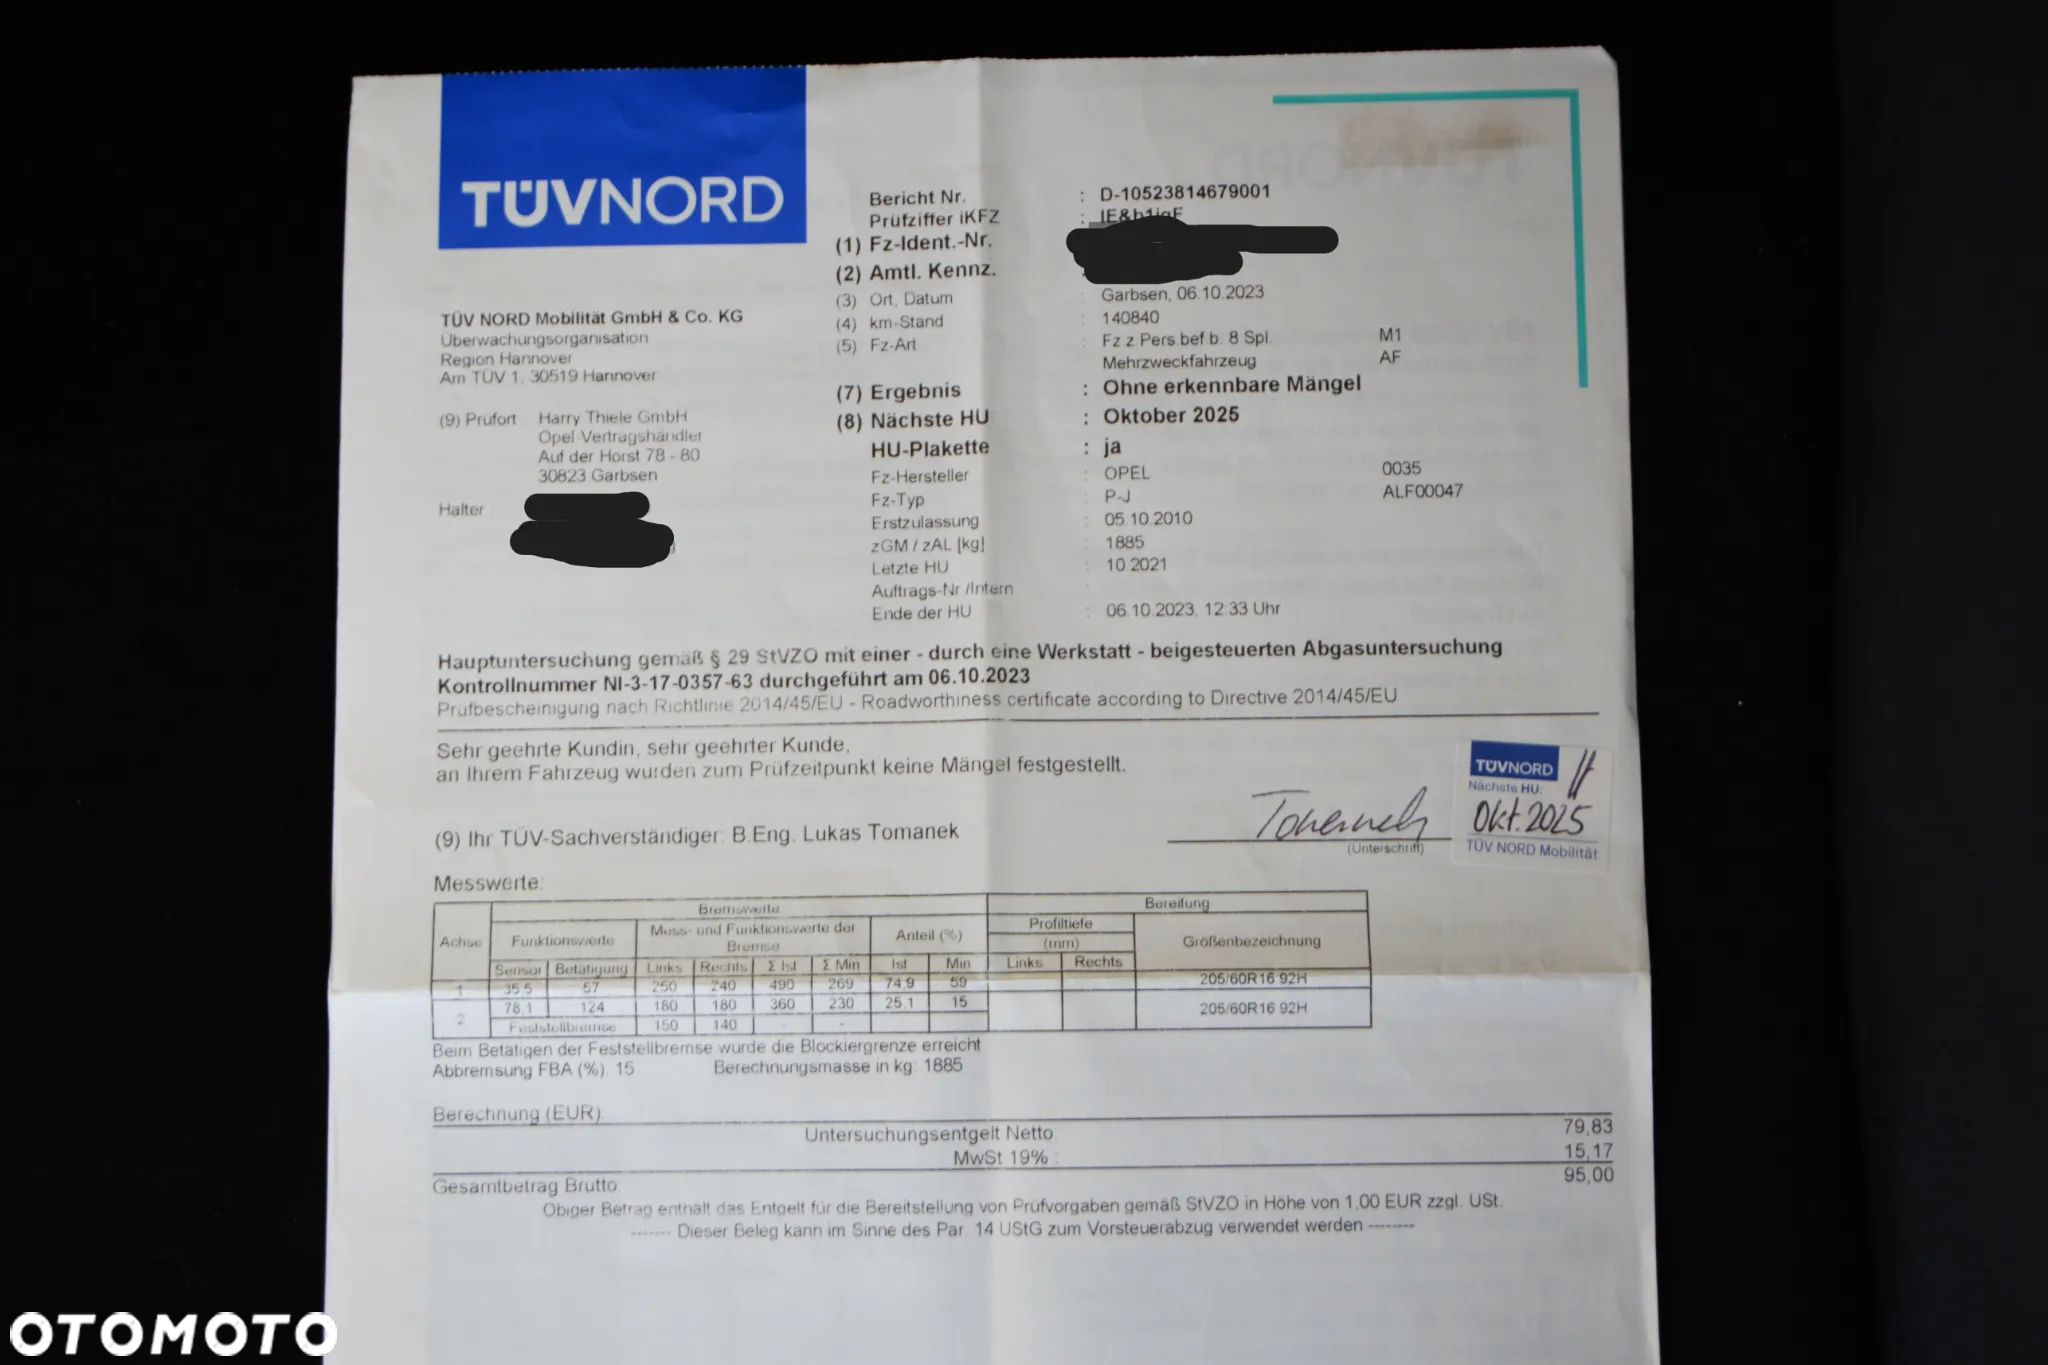 TÜVNORD
Bericht Nr. : D-10523814679001
Prüfziffer iKFZ :
(1) Fz-Ident.-Nr.
(2) Amtl. Kennz.
(3) Ort, Datum : Garbsen, 06.10.2023
(4) km-Stand : 140840
(5) Fz-Art : Fz.z.Pers.bef.b. 8 Spl. M1
Mehrzweckfahrzeug AF
(7) Ergebnis : Ohne erkennbare Mängel
(8) Nächste HU : Oktober 2025
HU-Plakette : ja
Fz-Hersteller : OPEL 0035
Fz-Typ : P-J ALF00047
Erstzulassung : 05.10.2010
zGM / zAL [kg] : 1885
Letzte HU : 10.2021
Auftrags-Nr./Intern :
Ende der HU : 06.10.2023, 12:33 Uhr
TÜV NORD Mobilität GmbH & Co. KG
Überwachungsorganisation
Region Hannover
Am TÜV 1, 30519 Hannover
(9) Prüfort Harry Thiele GmbH
Opel-Vertragshändler
Auf der Horst 78 - 80
30823 Garbsen
Halter
Hauptuntersuchung gemäß § 29 StVZO mit einer - durch eine Werkstatt - beigesteuerten Abgasuntersuchung
Kontrollnummer NI-3-17-0357-63 durchgeführt am 06.10.2023
Prüfbescheinigung nach Richtlinie 2014/45/EU - Roadworthiness certificate according to Directive 2014/45/EU
Sehr geehrte Kundin, sehr geehrter Kunde,
an Ihrem Fahrzeug wurden zum Prüfzeitpunkt keine Mängel festgestellt.
TÜVNORD
Nächste HU:
Okt. 2025
TÜV NORD Mobilität
(9) Ihr TÜV-Sachverständiger: B.Eng. Lukas Tomanek
Tomanek
(Unterschrift)
Messwerte:
Achse Bremswerte Bereifung
Funktionswerte Mess- und Funktionswerte der Bremse Anteil (%) Profiltiefe (mm) Größenbezeichnung
Sensor Betätigung Links Rechts Σ Ist Σ Min Ist Min Links Rechts
1 35,5 57 250 240 490 269 74,9 59 205/60R16 92H
2 78,1 124 180 180 360 230 25,1 15 205/60R16 92H
Feststellbremse 150 140 - -
Beim Betätigen der Feststellbremse wurde die Blockiergrenze erreicht
Abbremsung FBA (%): 15 Berechnungsmasse in kg: 1885
Berechnung (EUR):
Untersuchungsentgelt Netto: 79,83
MwSt 19% : 15,17
Gesamtbetrag Brutto 95,00
Obiger Betrag enthält das Entgelt für die Bereitstellung von Prüfvorgaben gemäß StVZO in Höhe von 1,00 EUR zzgl. USt.
------- Dieser Beleg kann im Sinne des Par. 14 UStG zum Vorsteuerabzug verwendet werden --------
OTOMOTO